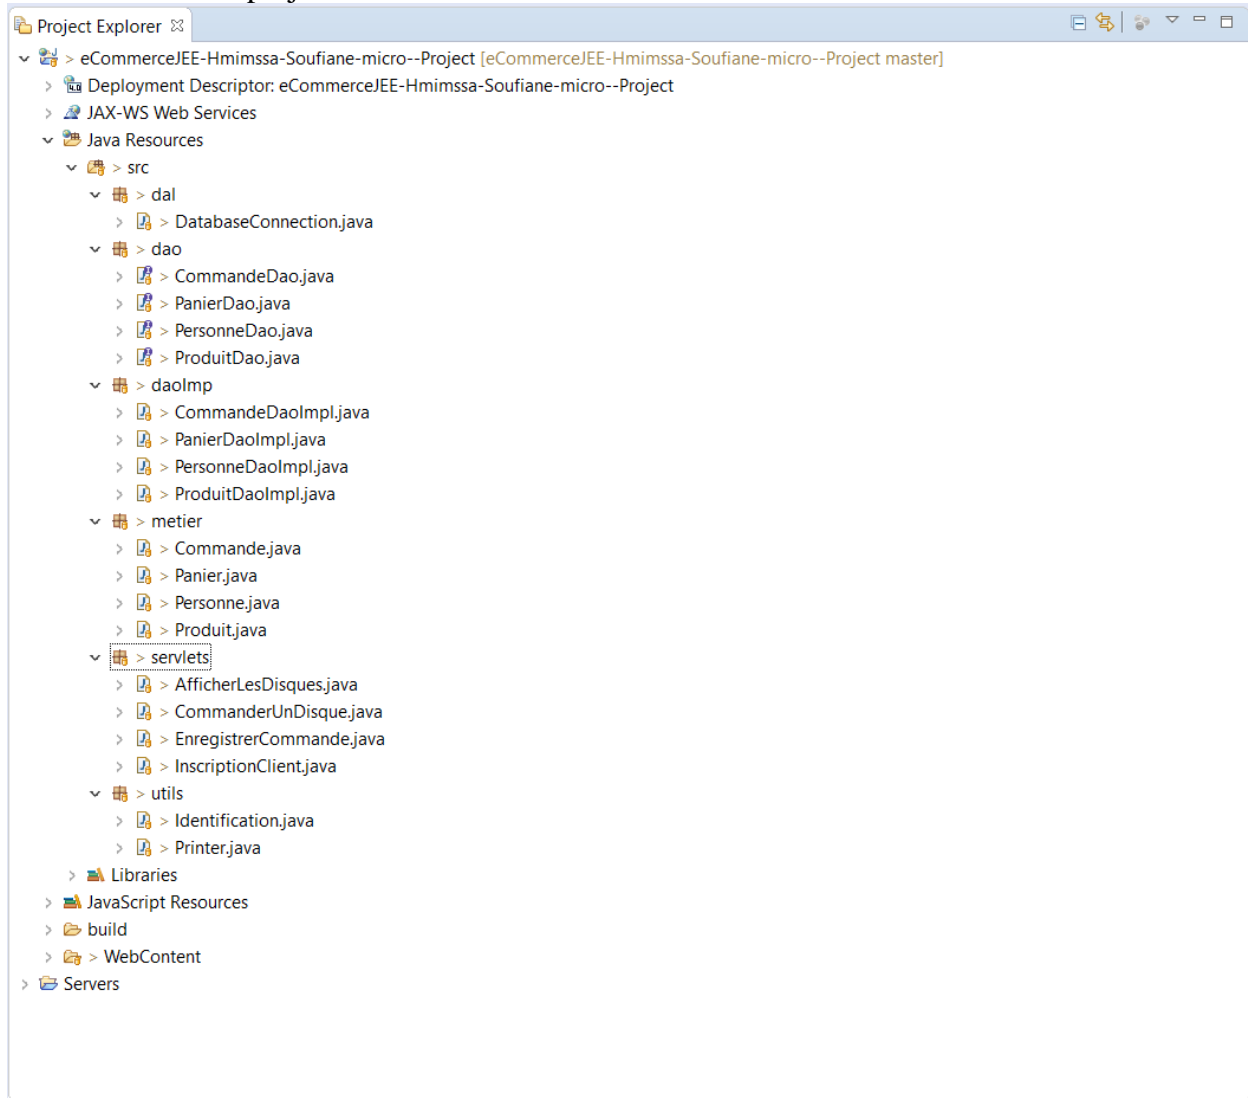 Project Explorer
> eCommerceJEE-Hmimssa-Soufiane-micro--Project [eCommerceJEE-Hmimssa-Soufiane-micro--Project master]
Deployment Descriptor: eCommerceJEE-Hmimssa-Soufiane-micro--Project
JAX-WS Web Services
Java Resources
> src
> dal
> DatabaseConnection.java
> dao
> CommandeDao.java
> PanierDao.java
> PersonneDao.java
> ProduitDao.java
> daoImp
> CommandeDaoImpl.java
> PanierDaoImpl.java
> PersonneDaoImpl.java
> ProduitDaoImpl.java
> metier
> Commande.java
> Panier.java
> Personne.java
> Produit.java
> servlets
> AfficherLesDisques.java
> CommanderUnDisque.java
> EnregistrerCommande.java
> InscriptionClient.java
> utils
> Identification.java
> Printer.java
Libraries
JavaScript Resources
build
> WebContent
Servers